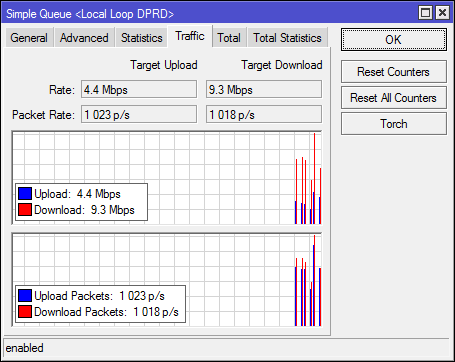 Simple Queue <Local Loop DPRD>
General Advanced Statistics Traffic Total Total Statistics
Target Upload Target Download
Rate: 4.4 Mbps 9.3 Mbps
Packet Rate: 1 023 p/s 1 018 p/s
Upload: 4.4 Mbps
Download: 9.3 Mbps
Upload Packets: 1 023 p/s
Download Packets: 1 018 p/s
OK
Reset Counters
Reset All Counters
Torch
enabled